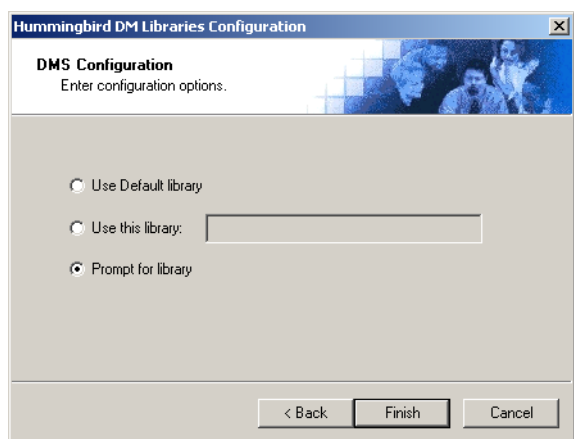 Hummingbird DM Libraries Configuration
DMS Configuration
Enter configuration options.
Use Default library
Use this library:
Prompt for library
< Back
Finish
Cancel